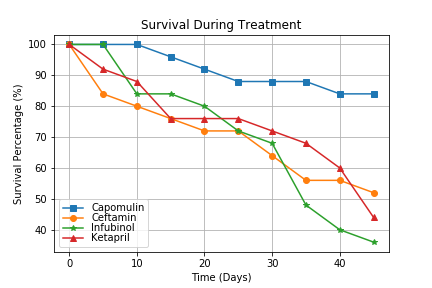 Survival During Treatment
Survival Percentage (%)
100
90
80
70
60
50
40
Capomulin
Ceftamin
Infubinol
Ketapril
0
10
20
30
40
Time (Days)